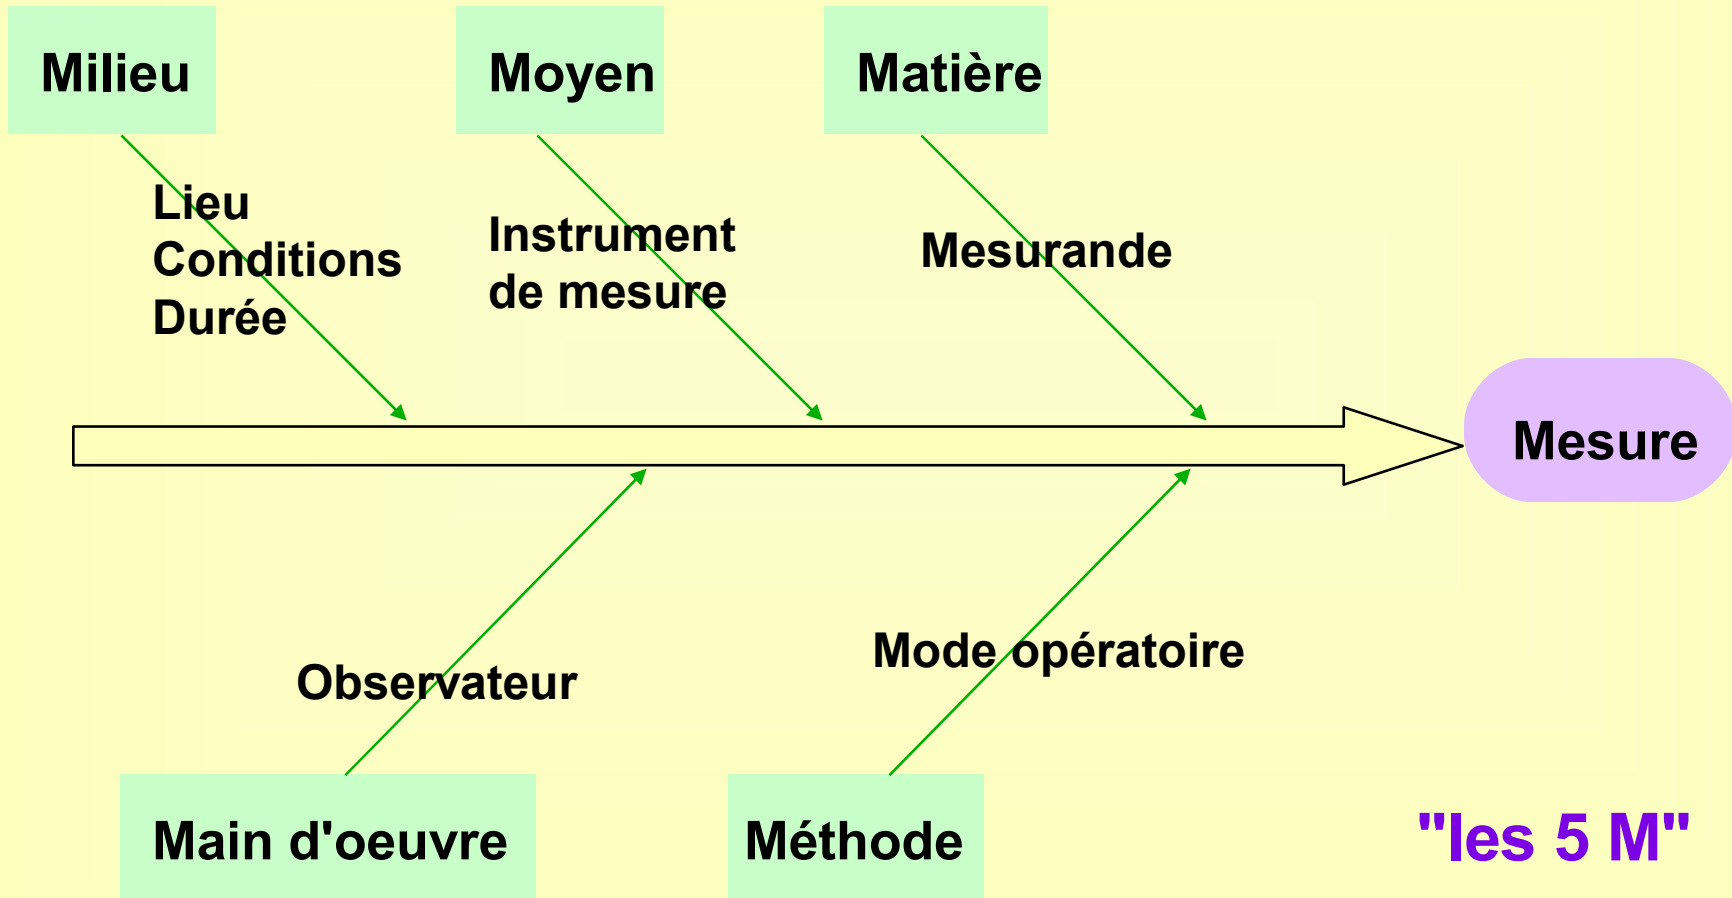 Milieu
Moyen
Matière
Lieu
Conditions
Durée
Instrument
de mesure
Mesurande
Mesure
Observateur
Mode opératoire
Main d'oeuvre
Méthode
"les 5 M"